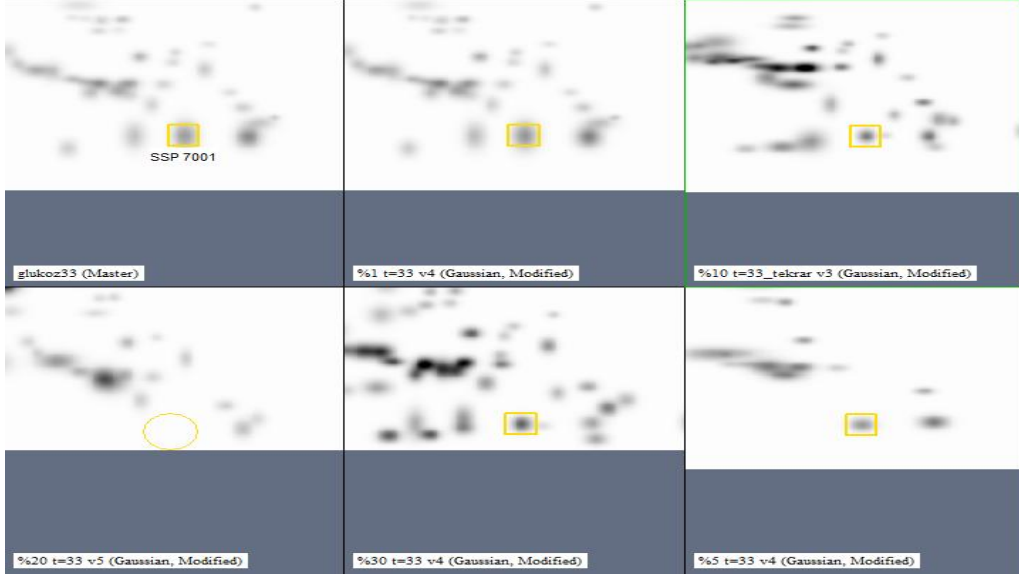 SSP 7001
glukoz33 (Master)
%1 t=33 v4 (Gaussian, Modified)
%10 t=33_tekrar v3 (Gaussian, Modified)
%20 t=33 v5 (Gaussian, Modified)
%30 t=33 v4 (Gaussian, Modified)
%5 t=33 v4 (Gaussian, Modified)